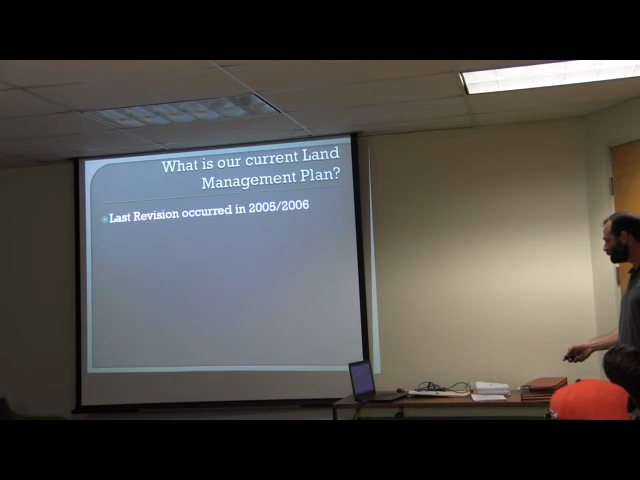 What is our current Land
Management Plan?
Last Revision occurred in 2005/2006